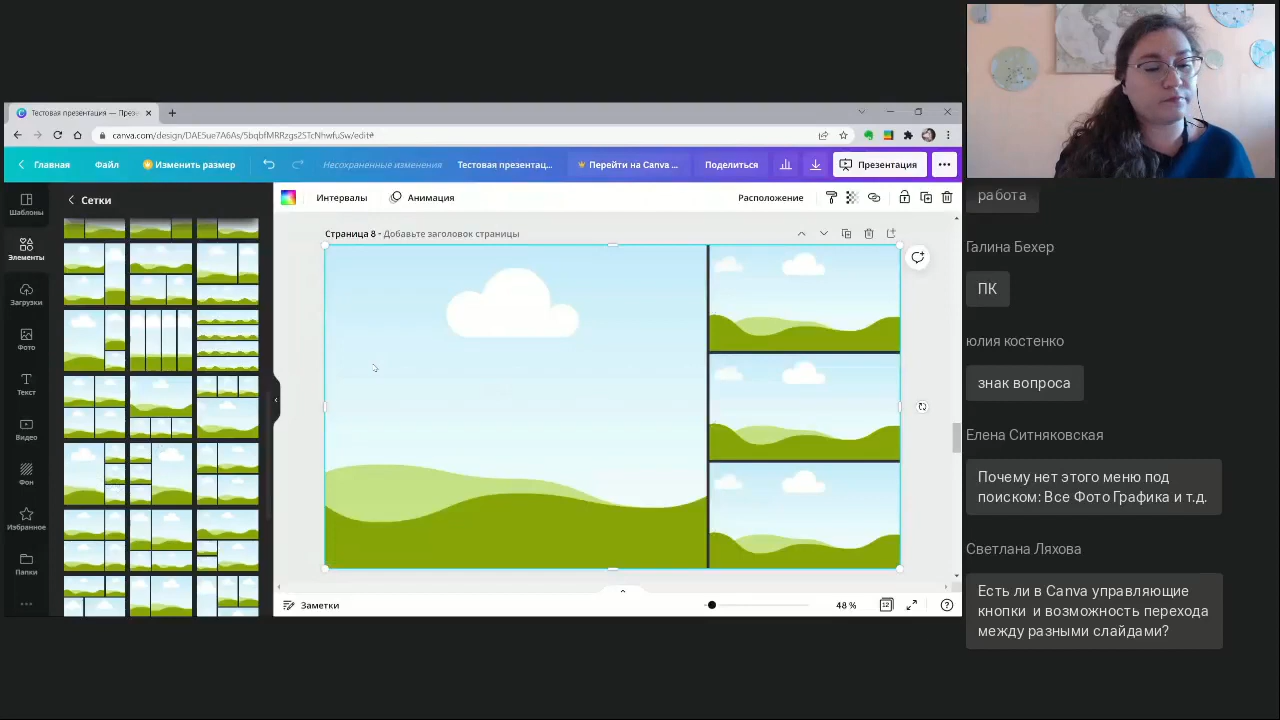 Тестовая презентация — През
canva.com/design/DAE5ue7A6As/5bqbfMRRzgs2STcNhwfuSw/edit#
Главная
Файл
Изменить размер
Несохраненные изменения
Тестовая презентац...
Перейти на Canva ...
Поделиться
Презентация
Шаблоны
Элементы
Загрузки
Фото
Текст
Видео
Фон
Избранное
Папки
Сетки
Интервалы
Анимация
Расположение
Страница 8 - Добавьте заголовок страницы
Заметки
48 %
12
работа
Галина Бехер
ПК
юлия костенко
знак вопроса
Елена Ситняковская
Почему нет этого меню под
поиском: Все Фото Графика и т.д.
Светлана Ляхова
Есть ли в Canva управляющие
кнопки и возможность перехода
между разными слайдами?